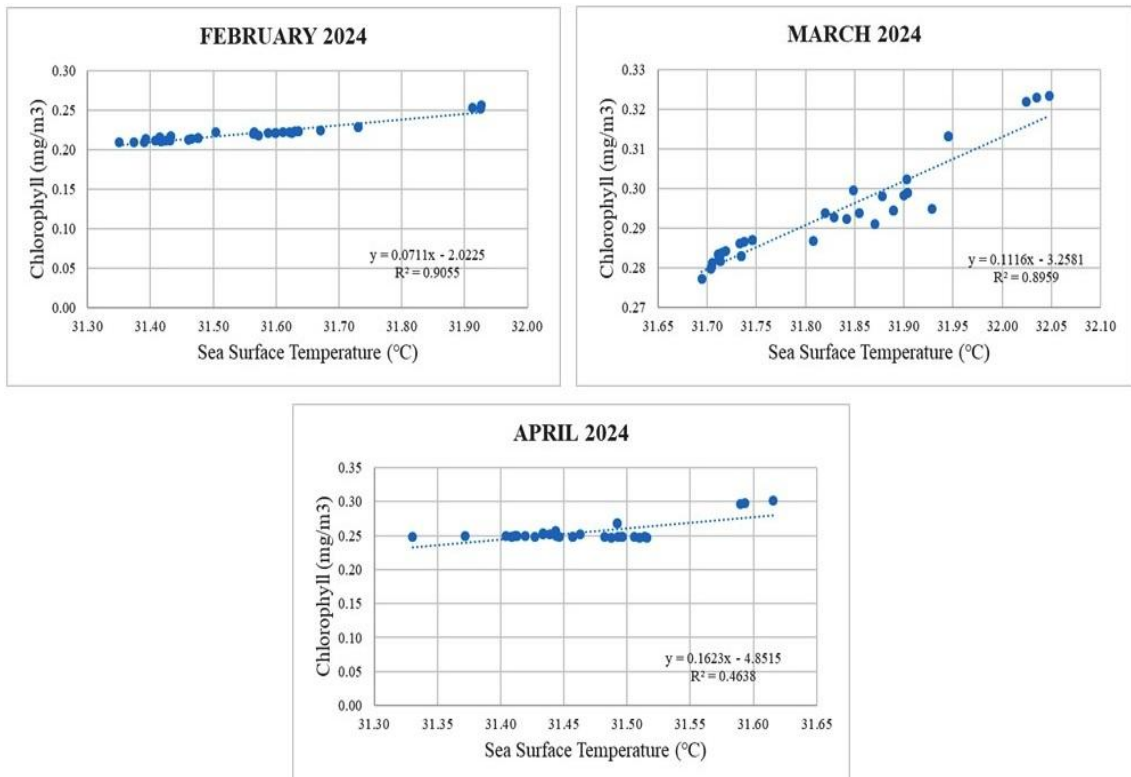 FEBRUARY 2024
Chlorophyll (mg/m3)
0.30
0.25
0.20
0.15
0.10
0.05
0.00
y = 0.0711x - 2.0225
R² = 0.9055
31.30 31.40 31.50 31.60 31.70 31.80 31.90 32.00
Sea Surface Temperature (°C)
MARCH 2024
Chlorophyll (mg/m3)
0.33
0.32
0.31
0.30
0.29
0.28
0.27
y = 0.1116x - 3.2581
R² = 0.8959
31.65 31.70 31.75 31.80 31.85 31.90 31.95 32.00 32.05 32.10
Sea Surface Temperature (°C)
APRIL 2024
Chlorophyll (mg/m3)
0.35
0.30
0.25
0.20
0.15
0.10
0.05
0.00
y = 0.1623x - 4.8515
R² = 0.4638
31.30 31.35 31.40 31.45 31.50 31.55 31.60 31.65
Sea Surface Temperature (°C)